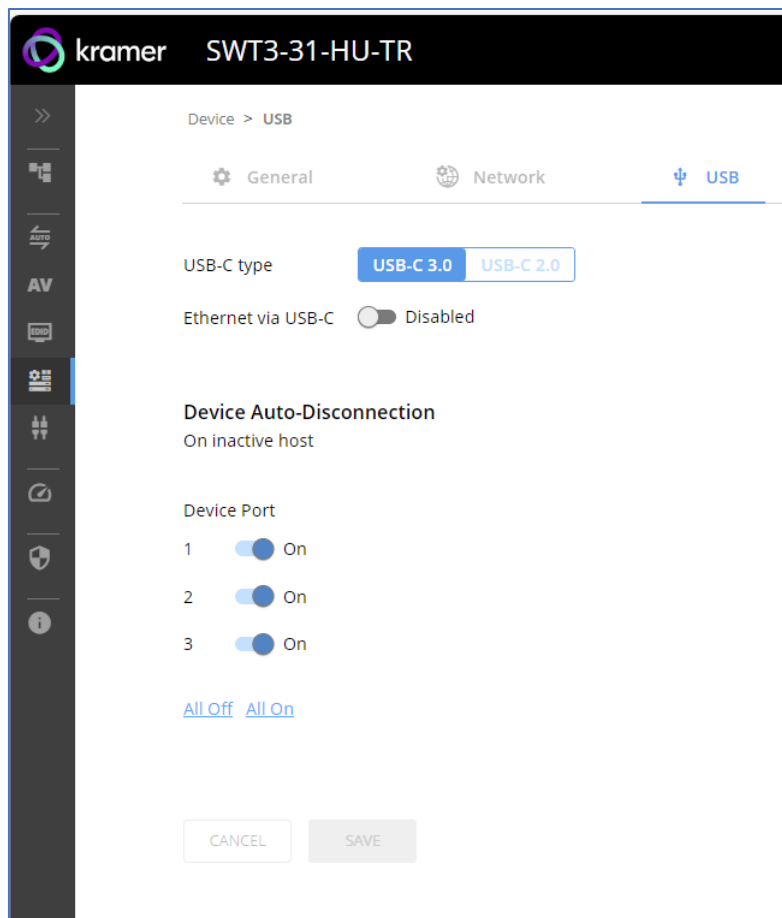 kramer SWT3-31-HU-TR
Device > USB
General Network USB
USB-C type USB-C 3.0 USB-C 2.0
AUTO
Ethernet via USB-C Disabled
AV
EDID
Device Auto-Disconnection
On inactive host
Device Port
1 On
2 On
3 On
All Off All On
CANCEL SAVE